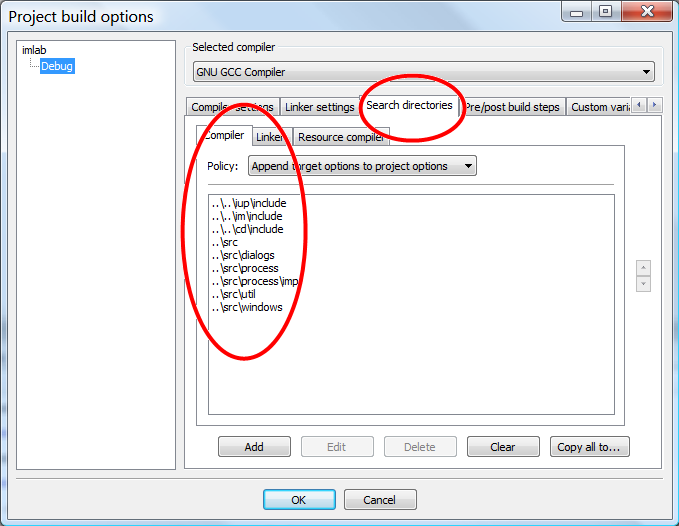 Project build options
imlab
Debug
Selected compiler
GNU GCC Compiler
Compiler settings Linker settings Search directories Pre/post build steps Custom varia
Compiler Linker Resource compiler
Policy: Append target options to project options
..\..\iup\include
..\..\im\include
..\..\cd\include
..\src
..\src\dialogs
..\src\process
..\src\process\imp
..\src\util
..\src\windows
Add Edit Delete Clear Copy all to...
OK Cancel